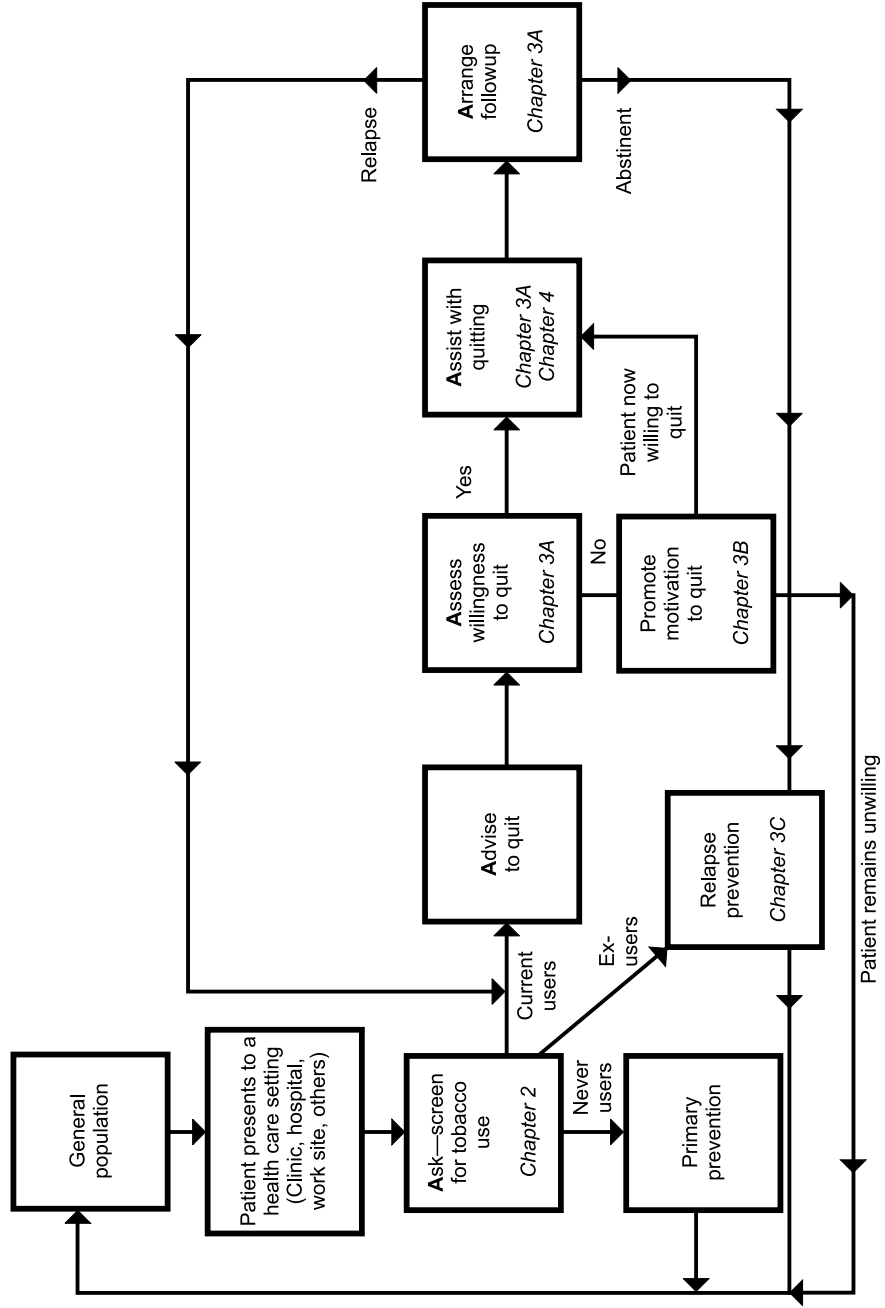 General
population
Patient presents to a
health care setting
(Clinic, hospital,
work site, others)
Ask—screen
for tobacco
use
Chapter 2
Never
users
Primary
prevention
Current
users
Ex-
users
Advise
to quit
Relapse
prevention
Chapter 3C
Assess
willingness
to quit
Chapter 3A
Yes
No
Promote
motivation
to quit
Chapter 3B
Patient now
willing to
quit
Patient remains unwilling
Assist with
quitting
Chapter 3A
Chapter 4
Arrange
followup
Chapter 3A
Relapse
Abstinent